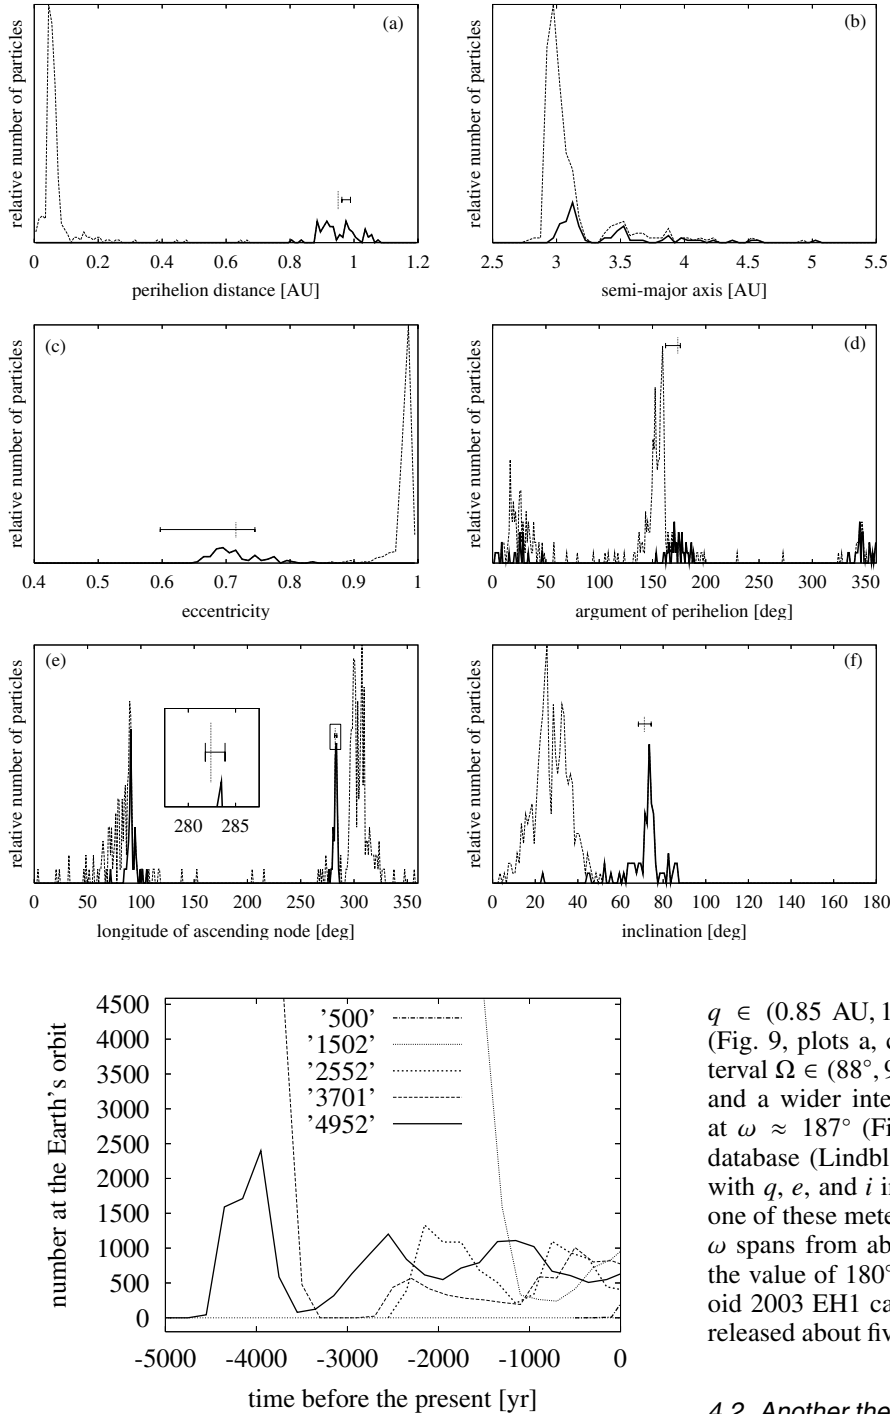 (a)
relative number of particles
0 0.2 0.4 0.6 0.8 1 1.2
perihelion distance [AU]
(b)
relative number of particles
2.5 3 3.5 4 4.5 5 5.5
semi-major axis [AU]
(c)
relative number of particles
0.4 0.5 0.6 0.7 0.8 0.9 1
eccentricity
(d)
relative number of particles
0 50 100 150 200 250 300 350
argument of perihelion [deg]
(e)
relative number of particles
280 285
0 50 100 150 200 250 300 350
longitude of ascending node [deg]
(f)
relative number of particles
0 20 40 60 80 100 120 140 160 180
inclination [deg]
number at the Earth's orbit
4500
4000
3500
3000
2500
2000
1500
1000
500
0
'500'
'1502'
'2552'
'3701'
'4952'
-5000 -4000 -3000 -2000 -1000 0
time before the present [yr]
q ∈ (0.85 AU, 1
(Fig. 9, plots a, c
terval Ω ∈ (88°, 9
and a wider inte
at ω ≈ 187° (Fi
database (Lindbl
with q, e, and i i
one of these mete
ω spans from ab
the value of 180°
oid 2003 EH1 ca
released about fiv
4.2. Another the